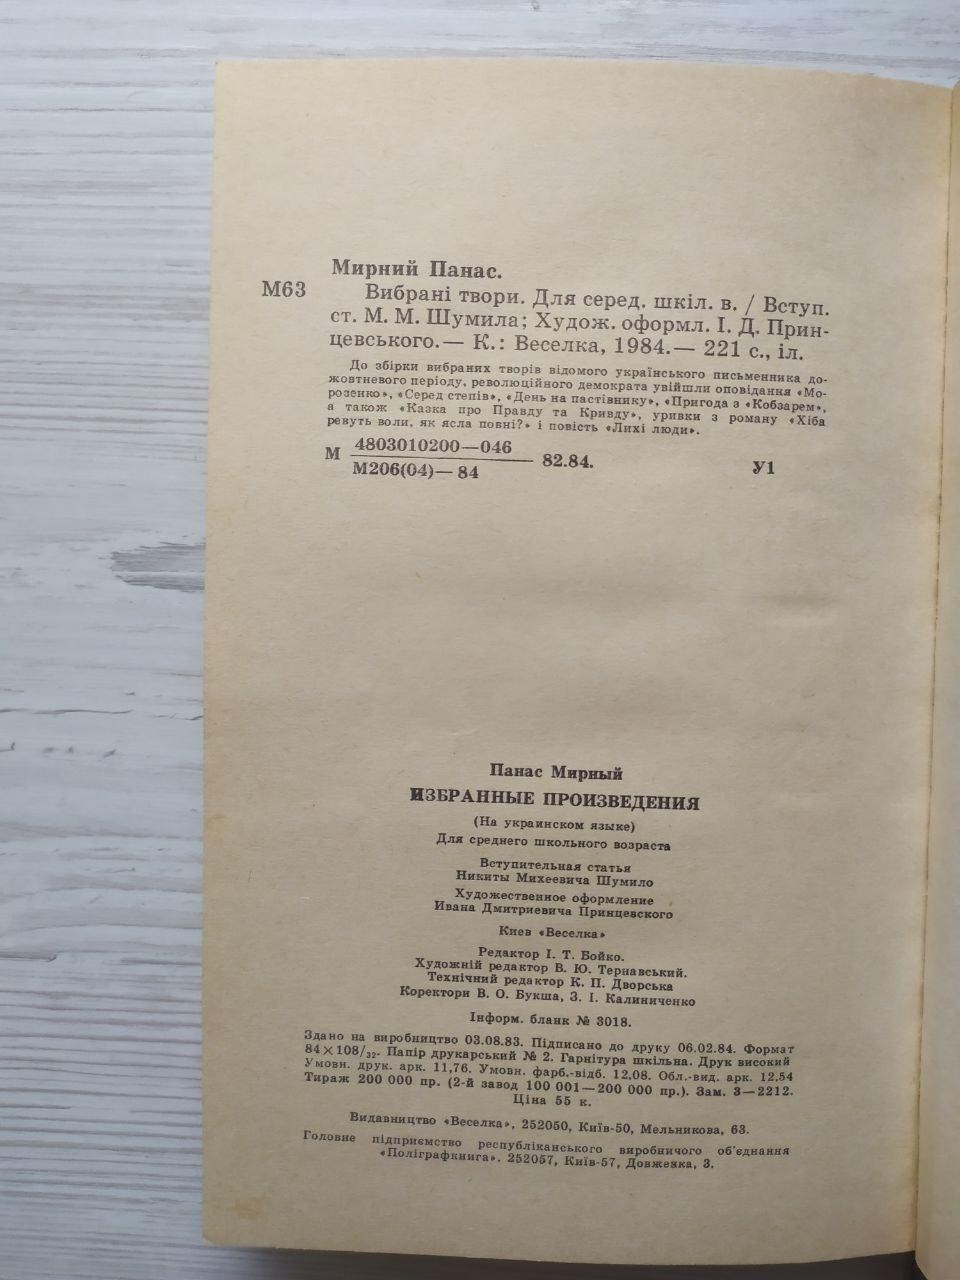 Мирний Панас.
М63 Вибрані твори. Для серед. шкіл. в. / Вступ.
ст. М. М. Шумила; Худож. оформл. І. Д. Прин-
цевського.— К.: Веселка, 1984.— 221 с., іл.
До збірки вибраних творів відомого українського письменника до-
жовтневого періоду, революційного демократа увійшли оповідання «Мо-
розенко», «Серед степів», «День на пастівнику», «Пригода з «Кобзарем»,
а також «Казка про Правду та Кривду», уривки з роману «Хіба
ревуть воли, як ясла повні?» і повість «Лихі люди».
М 4803010200—046
М206(04)—84 82.84. У1
Панас Мирный
ИЗБРАННЫЕ ПРОИЗВЕДЕНИЯ
(На украинском языке)
Для среднего школьного возраста
Вступительная статья
Никиты Михеевича Шумило
Художественное оформление
Ивана Дмитриевича Принцевского
Киев «Веселка»
Редактор І. Т. Бойко.
Художній редактор В. Ю. Тернавський.
Технічний редактор К. П. Дворська
Коректори В. О. Букша, З. І. Калиниченко
Інформ. бланк № 3018.
Здано на виробництво 03.08.83. Підписано до друку 06.02.84. Формат
84×108/32. Папір друкарський № 2. Гарнітура шкільна. Друк високий
Умовн. друк. арк. 11,76. Умовн. фарб.-відб. 12,08. Обл.-вид. арк. 12,54
Тираж 200 000 пр. (2-й завод 100 001—200 000 пр.). Зам. 3—2212.
Ціна 55 к.
Видавництво «Веселка», 252050, Київ-50, Мельникова, 63.
Головне підприємство республіканського виробничого об'єднання
«Поліграфкнига». 252057, Київ-57, Довженка, 3.